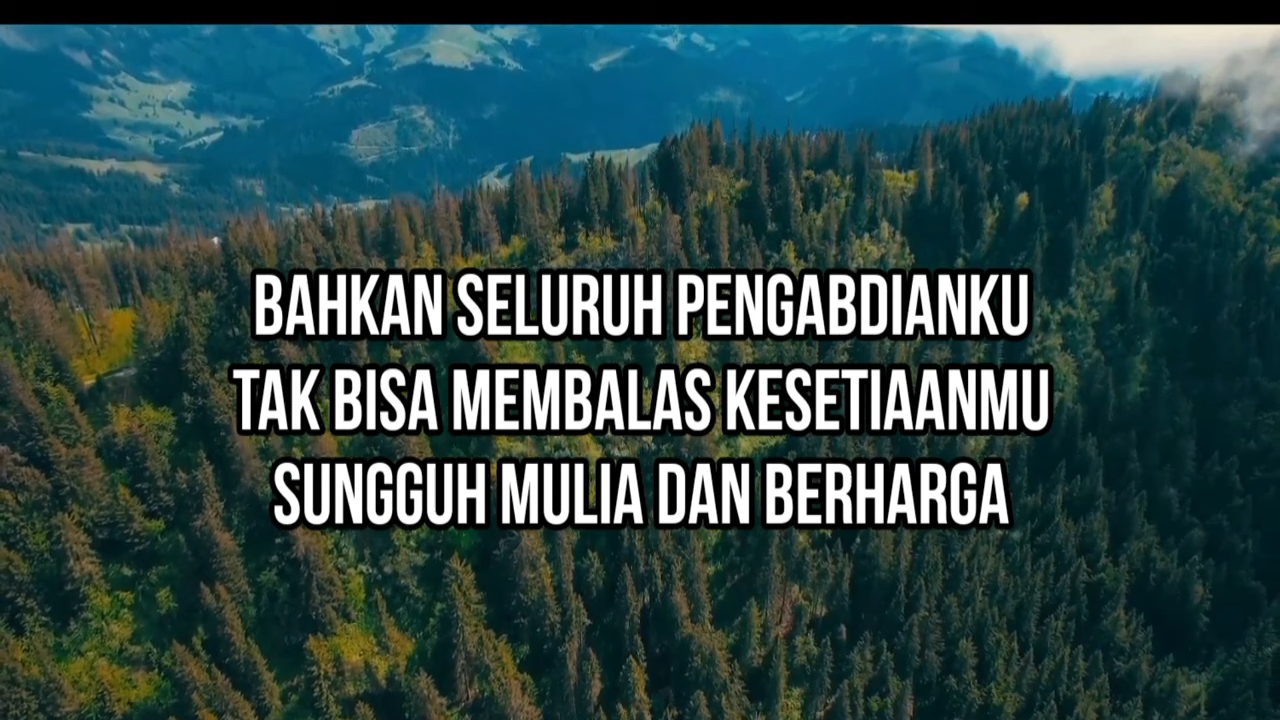 BAHKAN SELURUH PENGABDIANKU
TAK BISA MEMBALAS KESETIAANMU
SUNGGUH MULIA DAN BERHARGA